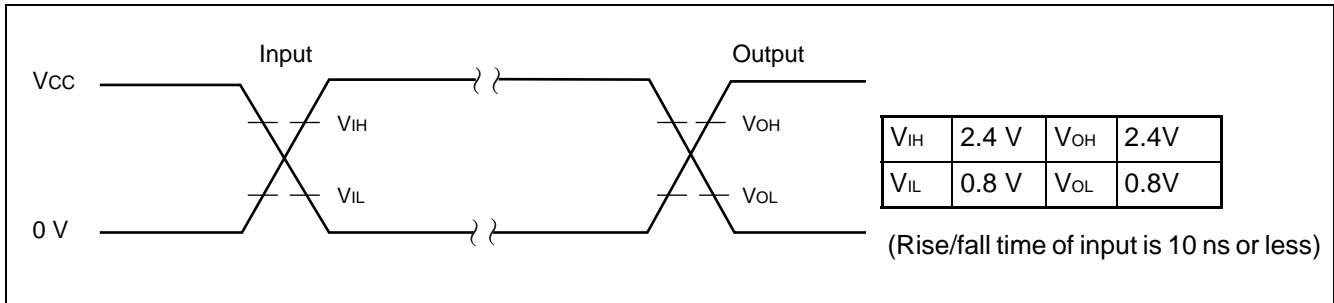 Input
Output
VCC
VIH
VOH
VIL
VOL
0 V
VIH 2.4 V VOH 2.4V
VIL 0.8 V VOL 0.8V
(Rise/fall time of input is 10 ns or less)